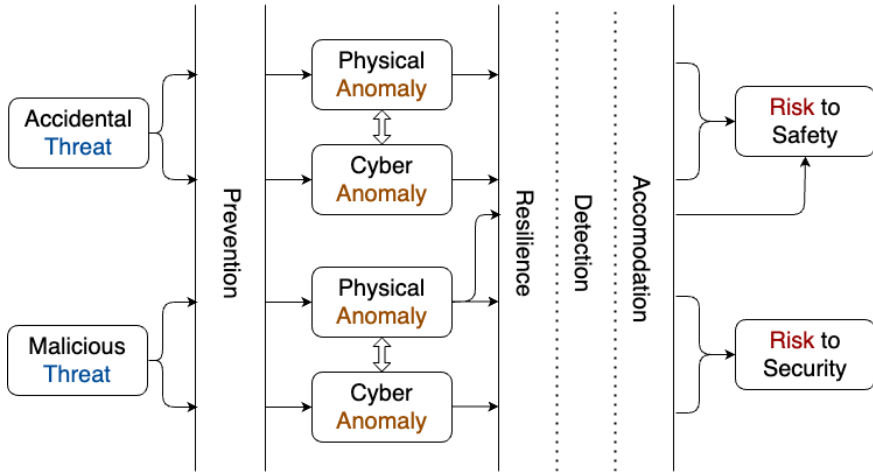 Accidental
Threat
Malicious
Threat
Prevention
Physical
Anomaly
Cyber
Anomaly
Physical
Anomaly
Cyber
Anomaly
Resilience
Detection
Accomodation
Risk to
Safety
Risk to
Security